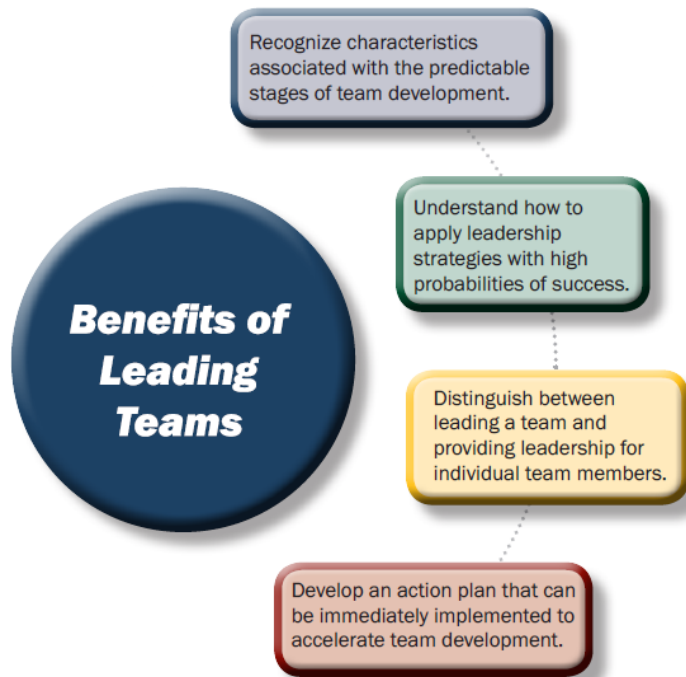 Recognize characteristics
associated with the predictable
stages of team development.
Understand how to
apply leadership
strategies with high
probabilities of success.
Benefits of
Leading
Teams
Distinguish between
leading a team and
providing leadership for
individual team members.
Develop an action plan that can
be immediately implemented to
accelerate team development.